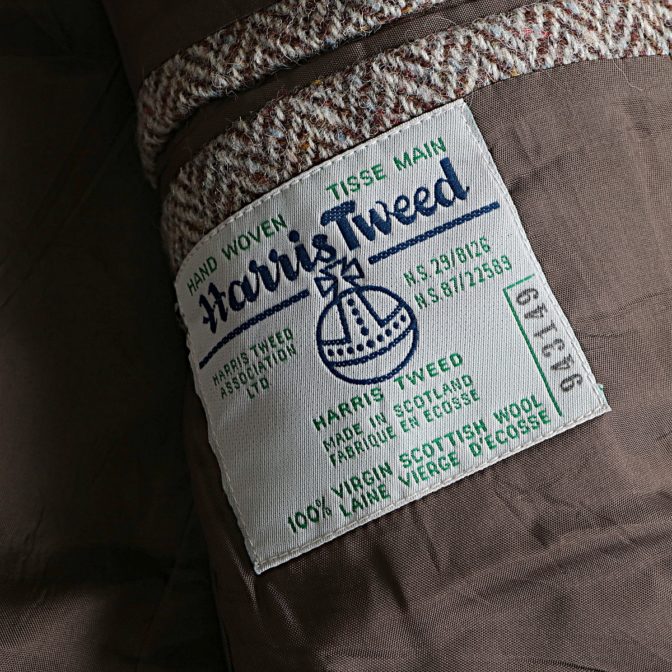 HAND WOVEN TISSE MAIN
Harris Tweed
HARRIS TWEED
ASSOCIATION
LTD
N.S. 29/8126
N.S. 87/22589
943149
HARRIS TWEED
MADE IN SCOTLAND
FABRIQUE EN ECOSSE
100% VIRGIN SCOTTISH WOOL
LAINE VIERGE D'ECOSSE